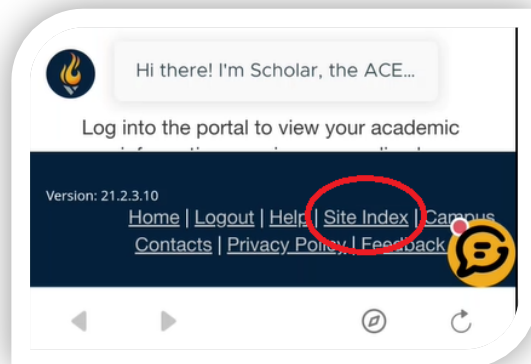 Hi there! I'm Scholar, the ACE...
Log into the portal to view your academic
Version: 21.2.3.10
Home | Logout | Help | Site Index | Campus
Contacts | Privacy Policy | Feedback